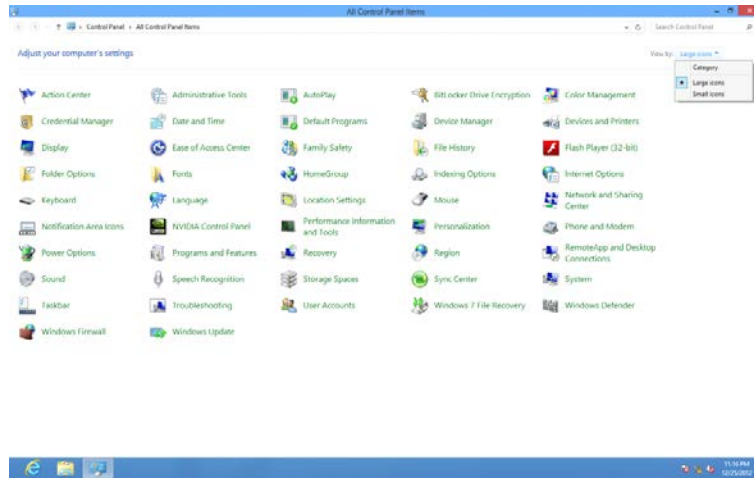 All Control Panel Items
Control Panel All Control Panel Items Search Control Panel
Adjust your computer's settings View by: Large icons
Category
Large icons
Small icons
Action Center Administrative Tools AutoPlay BitLocker Drive Encryption Color Management
Credential Manager Date and Time Default Programs Device Manager Devices and Printers
Display Ease of Access Center Family Safety File History Flash Player (32-bit)
Folder Options Fonts HomeGroup Indexing Options Internet Options
Keyboard Language Location Settings Mouse Network and Sharing
Center
Notification Area Icons NVIDIA Control Panel Performance Information
and Tools Personalization Phone and Modem
Power Options Programs and Features Recovery Region RemoteApp and Desktop
Connections
Sound Speech Recognition Storage Spaces Sync Center System
Taskbar Troubleshooting User Accounts Windows 7 File Recovery Windows Defender
Windows Firewall Windows Update
11:16 PM
12/25/2012